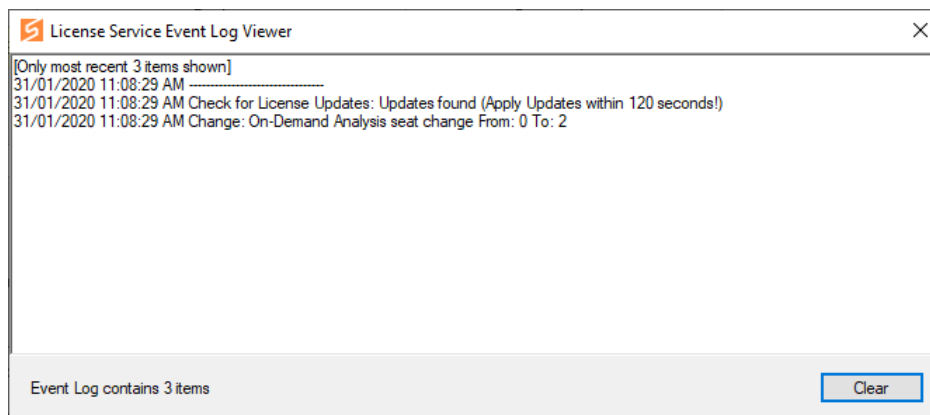 License Service Event Log Viewer
[Only most recent 3 items shown]
31/01/2020 11:08:29 AM --------------------------------
31/01/2020 11:08:29 AM Check for License Updates: Updates found (Apply Updates within 120 seconds!)
31/01/2020 11:08:29 AM Change: On-Demand Analysis seat change From: 0 To: 2
Event Log contains 3 items
Clear